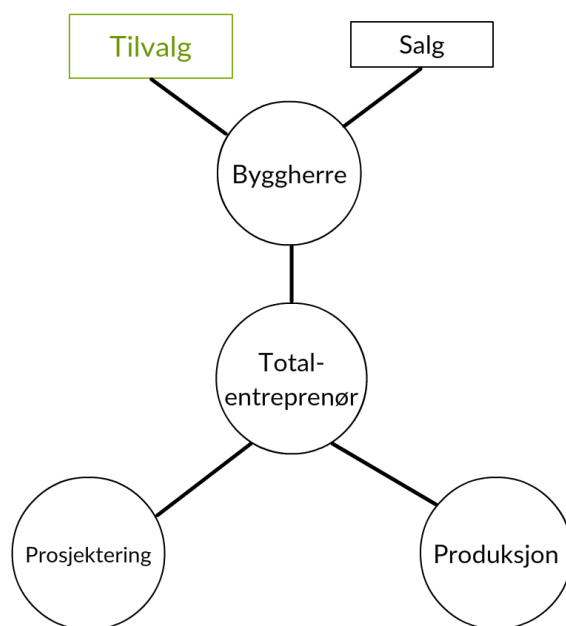 Tilvalg
Salg
Byggherre
Total-
entreprenør
Prosjektering
Produksjon